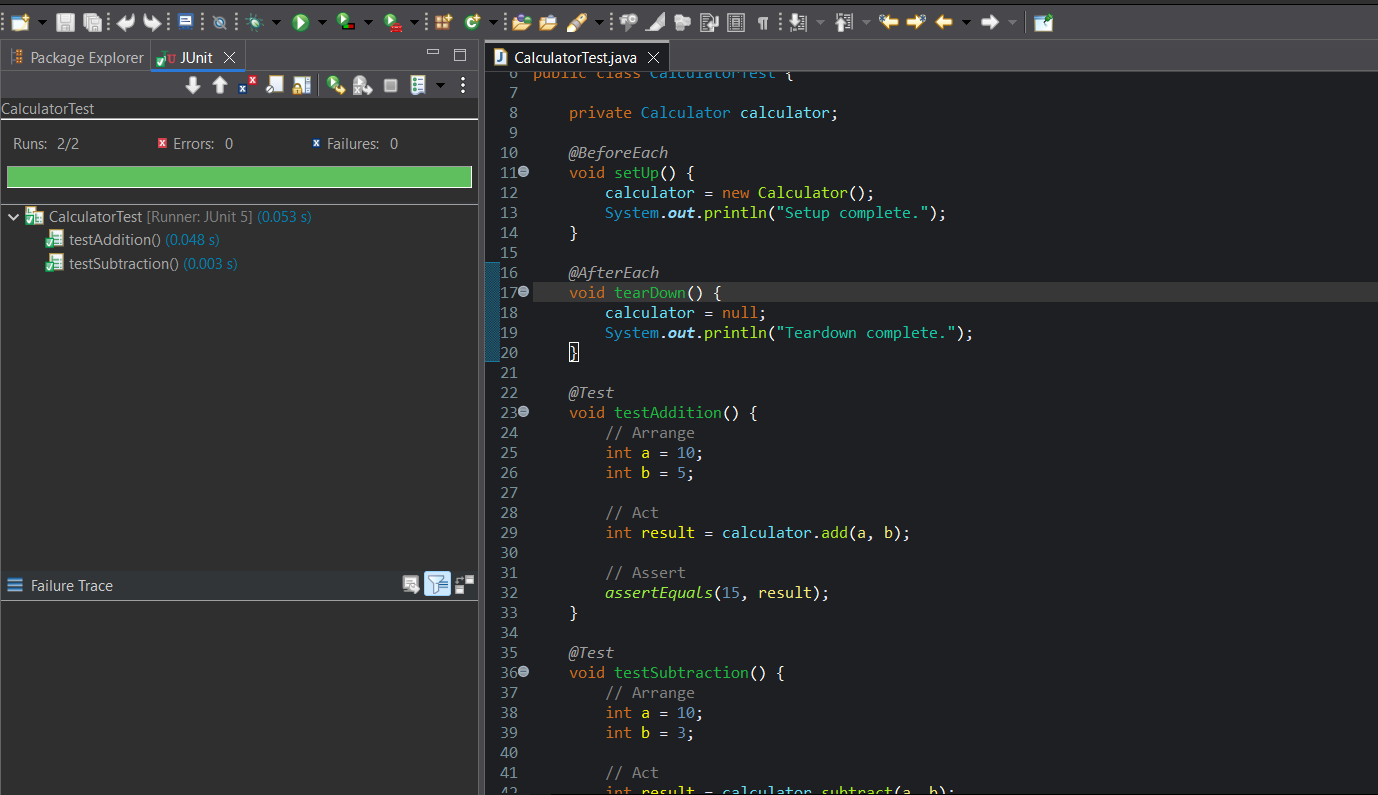 Package Explorer
JUnit
CalculatorTest
Runs: 2/2 Errors: 0 Failures: 0
CalculatorTest [Runner: JUnit 5] (0.053 s)
testAddition() (0.048 s)
testSubtraction() (0.003 s)
Failure Trace
CalculatorTest.java
6 public class CalculatorTest {
7
8 private Calculator calculator;
9
10 @BeforeEach
11 void setUp() {
12 calculator = new Calculator();
13 System.out.println("Setup complete.");
14 }
15
16 @AfterEach
17 void tearDown() {
18 calculator = null;
19 System.out.println("Teardown complete.");
20 }
21
22 @Test
23 void testAddition() {
24 // Arrange
25 int a = 10;
26 int b = 5;
27
28 // Act
29 int result = calculator.add(a, b);
30
31 // Assert
32 assertEquals(15, result);
33 }
34
35 @Test
36 void testSubtraction() {
37 // Arrange
38 int a = 10;
39 int b = 3;
40
41 // Act
42 int result = calculator.subtract(a, b);